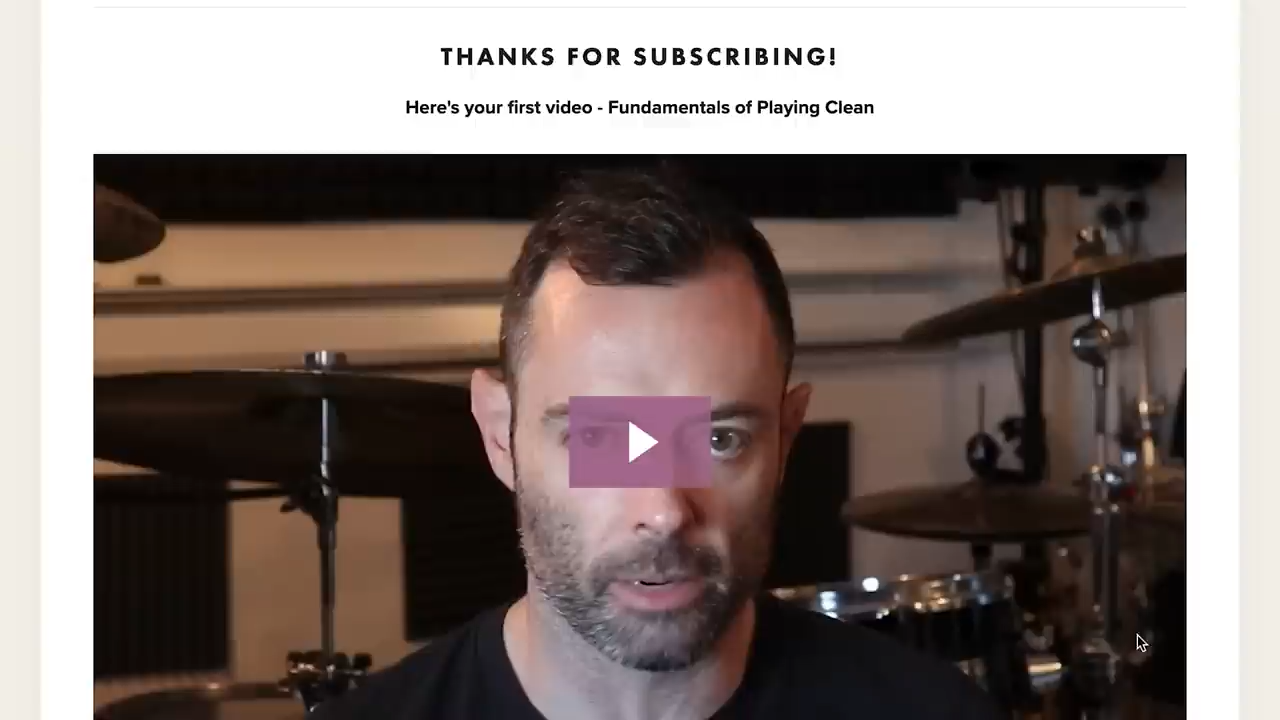 THANKS FOR SUBSCRIBING!
Here's your first video - Fundamentals of Playing Clean